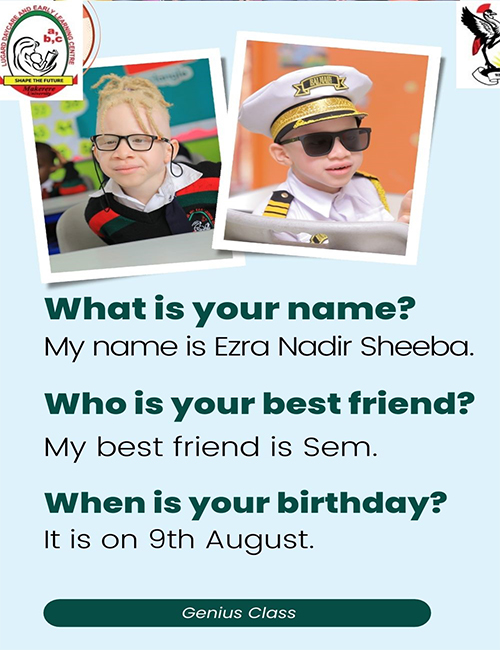 LUGARD DAYCARE AND EARLY LEARNING CENTRE
a,
b,c
SHAPE THE FUTURE
Makerere
What is your name?
My name is Ezra Nadir Sheeba.
Who is your best friend?
My best friend is Sem.
When is your birthday?
It is on 9th August.
Genius Class